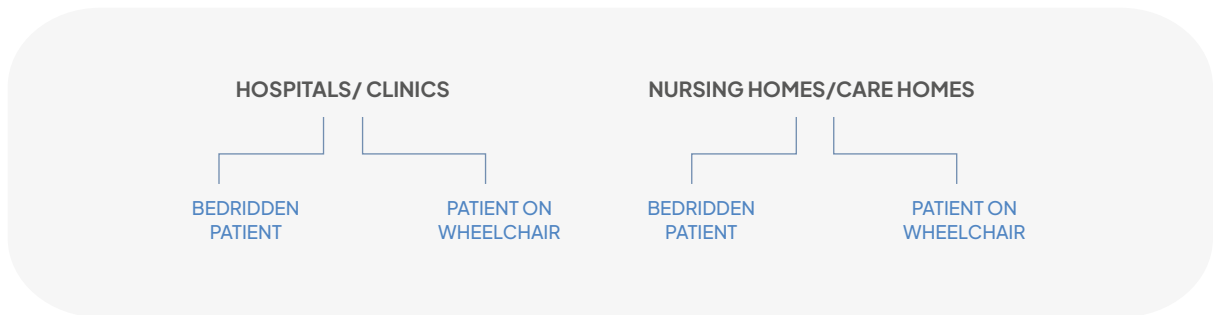 HOSPITALS/ CLINICS
NURSING HOMES/CARE HOMES
BEDRIDDEN
PATIENT
PATIENT ON
WHEELCHAIR
BEDRIDDEN
PATIENT
PATIENT ON
WHEELCHAIR